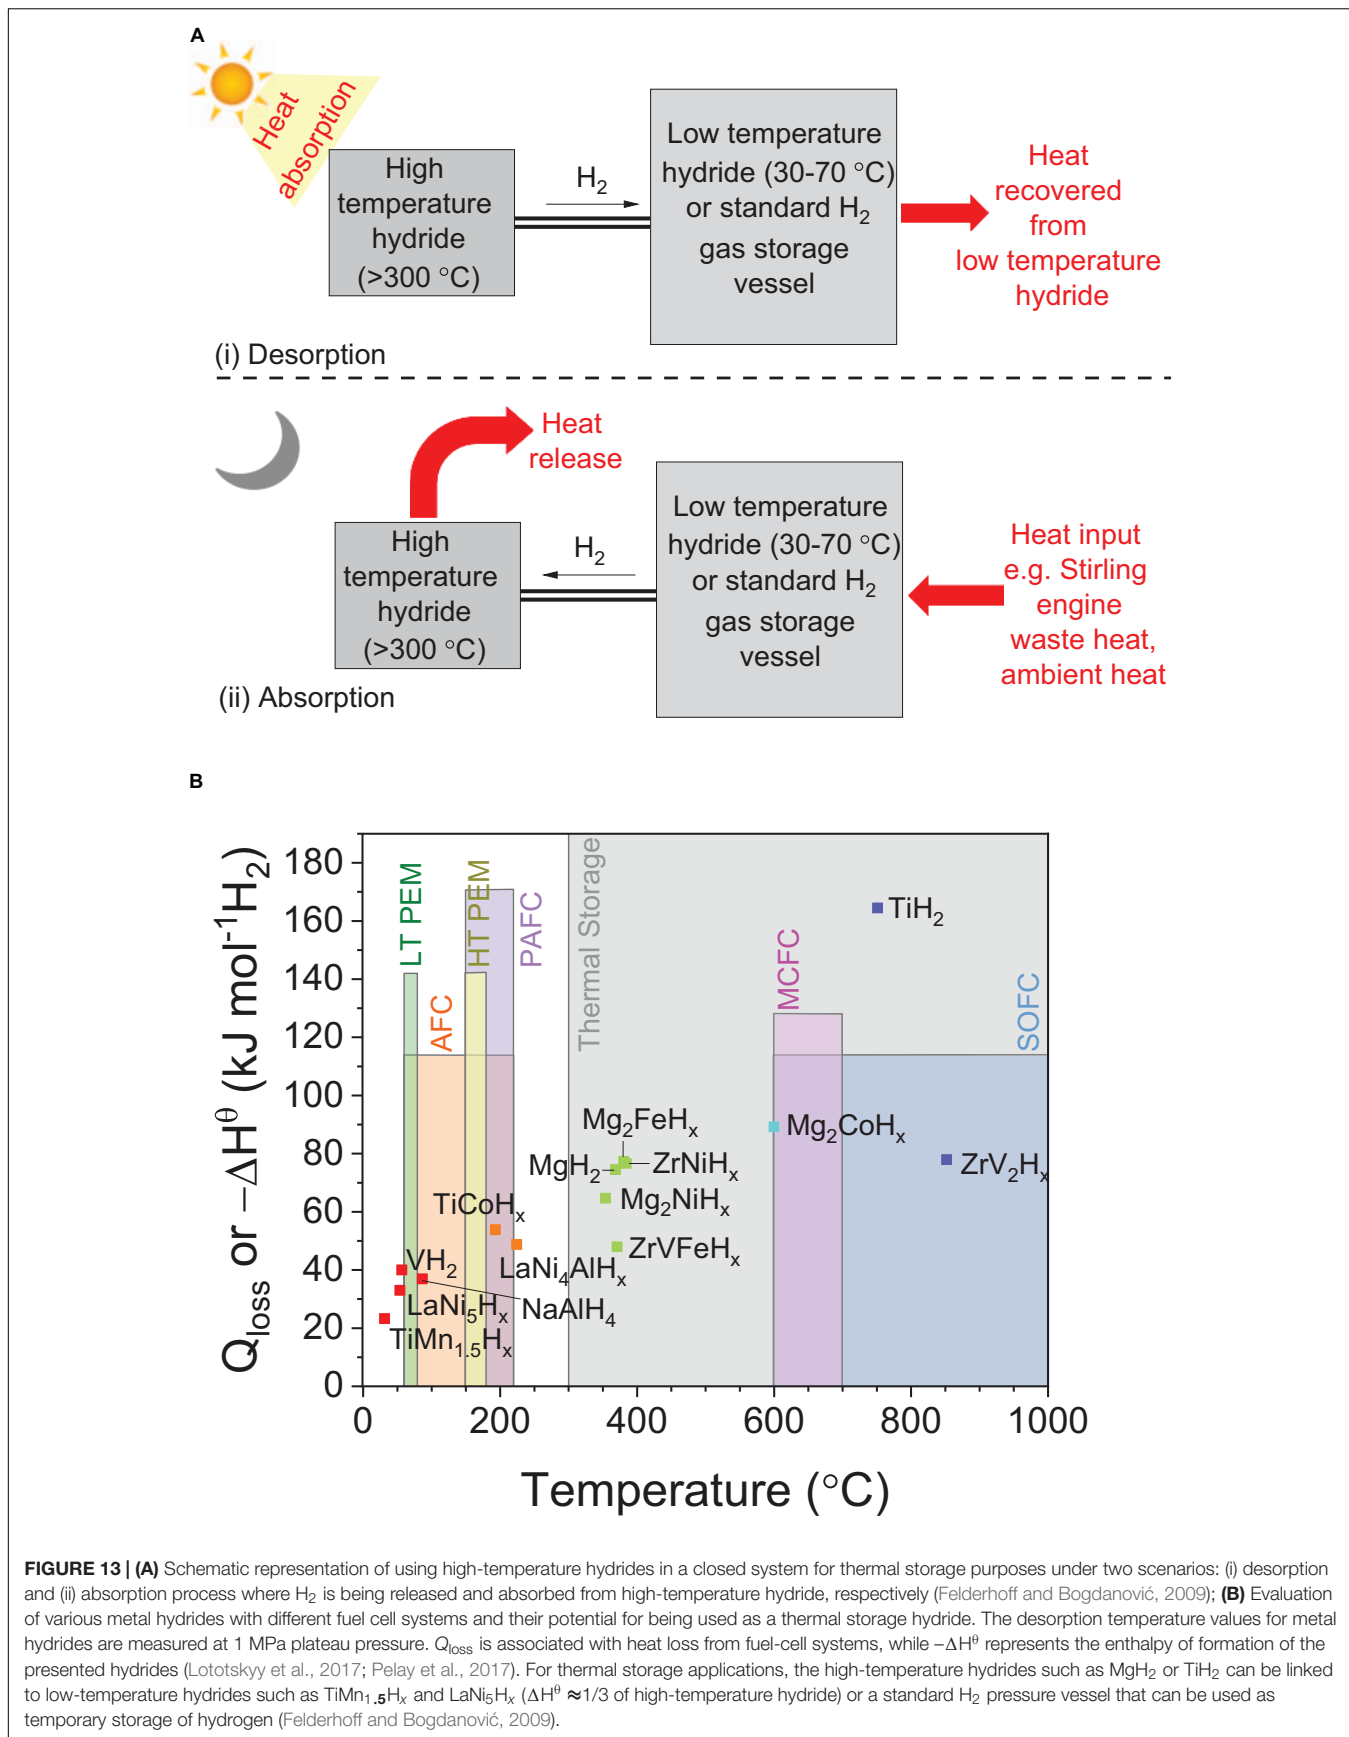 A
Heat
absorption
High
temperature
hydride
(>300 °C)
H2
Low temperature
hydride (30-70 °C)
or standard H2
gas storage
vessel
Heat
recovered
from
low temperature
hydride
(i) Desorption
Heat
release
High
temperature
hydride
(>300 °C)
H2
Low temperature
hydride (30-70 °C)
or standard H2
gas storage
vessel
Heat input
e.g. Stirling
engine
waste heat,
ambient heat
(ii) Absorption
B
Qloss or −ΔHθ (kJ mol-1H2)
180
160
140
120
100
80
60
40
20
0
LT PEM
AFC
HT PEM
PAFC
Thermal Storage
MCFC
SOFC
TiH2
Mg2FeHx
MgH2
ZrNiHx
Mg2NiHx
Mg2CoHx
ZrV2Hx
TiCoHx
ZrVFeHx
VH2
LaNi4AlHx
LaNi5Hx
NaAlH4
TiMn1.5Hx
0 200 400 600 800 1000
Temperature (°C)
FIGURE 13 | (A) Schematic representation of using high-temperature hydrides in a closed system for thermal storage purposes under two scenarios: (i) desorption
and (ii) absorption process where H2 is being released and absorbed from high-temperature hydride, respectively (Felderhoff and Bogdanović, 2009); (B) Evaluation
of various metal hydrides with different fuel cell systems and their potential for being used as a thermal storage hydride. The desorption temperature values for metal
hydrides are measured at 1 MPa plateau pressure. Qloss is associated with heat loss from fuel-cell systems, while −ΔHθ represents the enthalpy of formation of the
presented hydrides (Lototskyy et al., 2017; Pelay et al., 2017). For thermal storage applications, the high-temperature hydrides such as MgH2 or TiH2 can be linked
to low-temperature hydrides such as TiMn1.5Hx and LaNi5Hx (ΔHθ ≈1/3 of high-temperature hydride) or a standard H2 pressure vessel that can be used as
temporary storage of hydrogen (Felderhoff and Bogdanović, 2009).